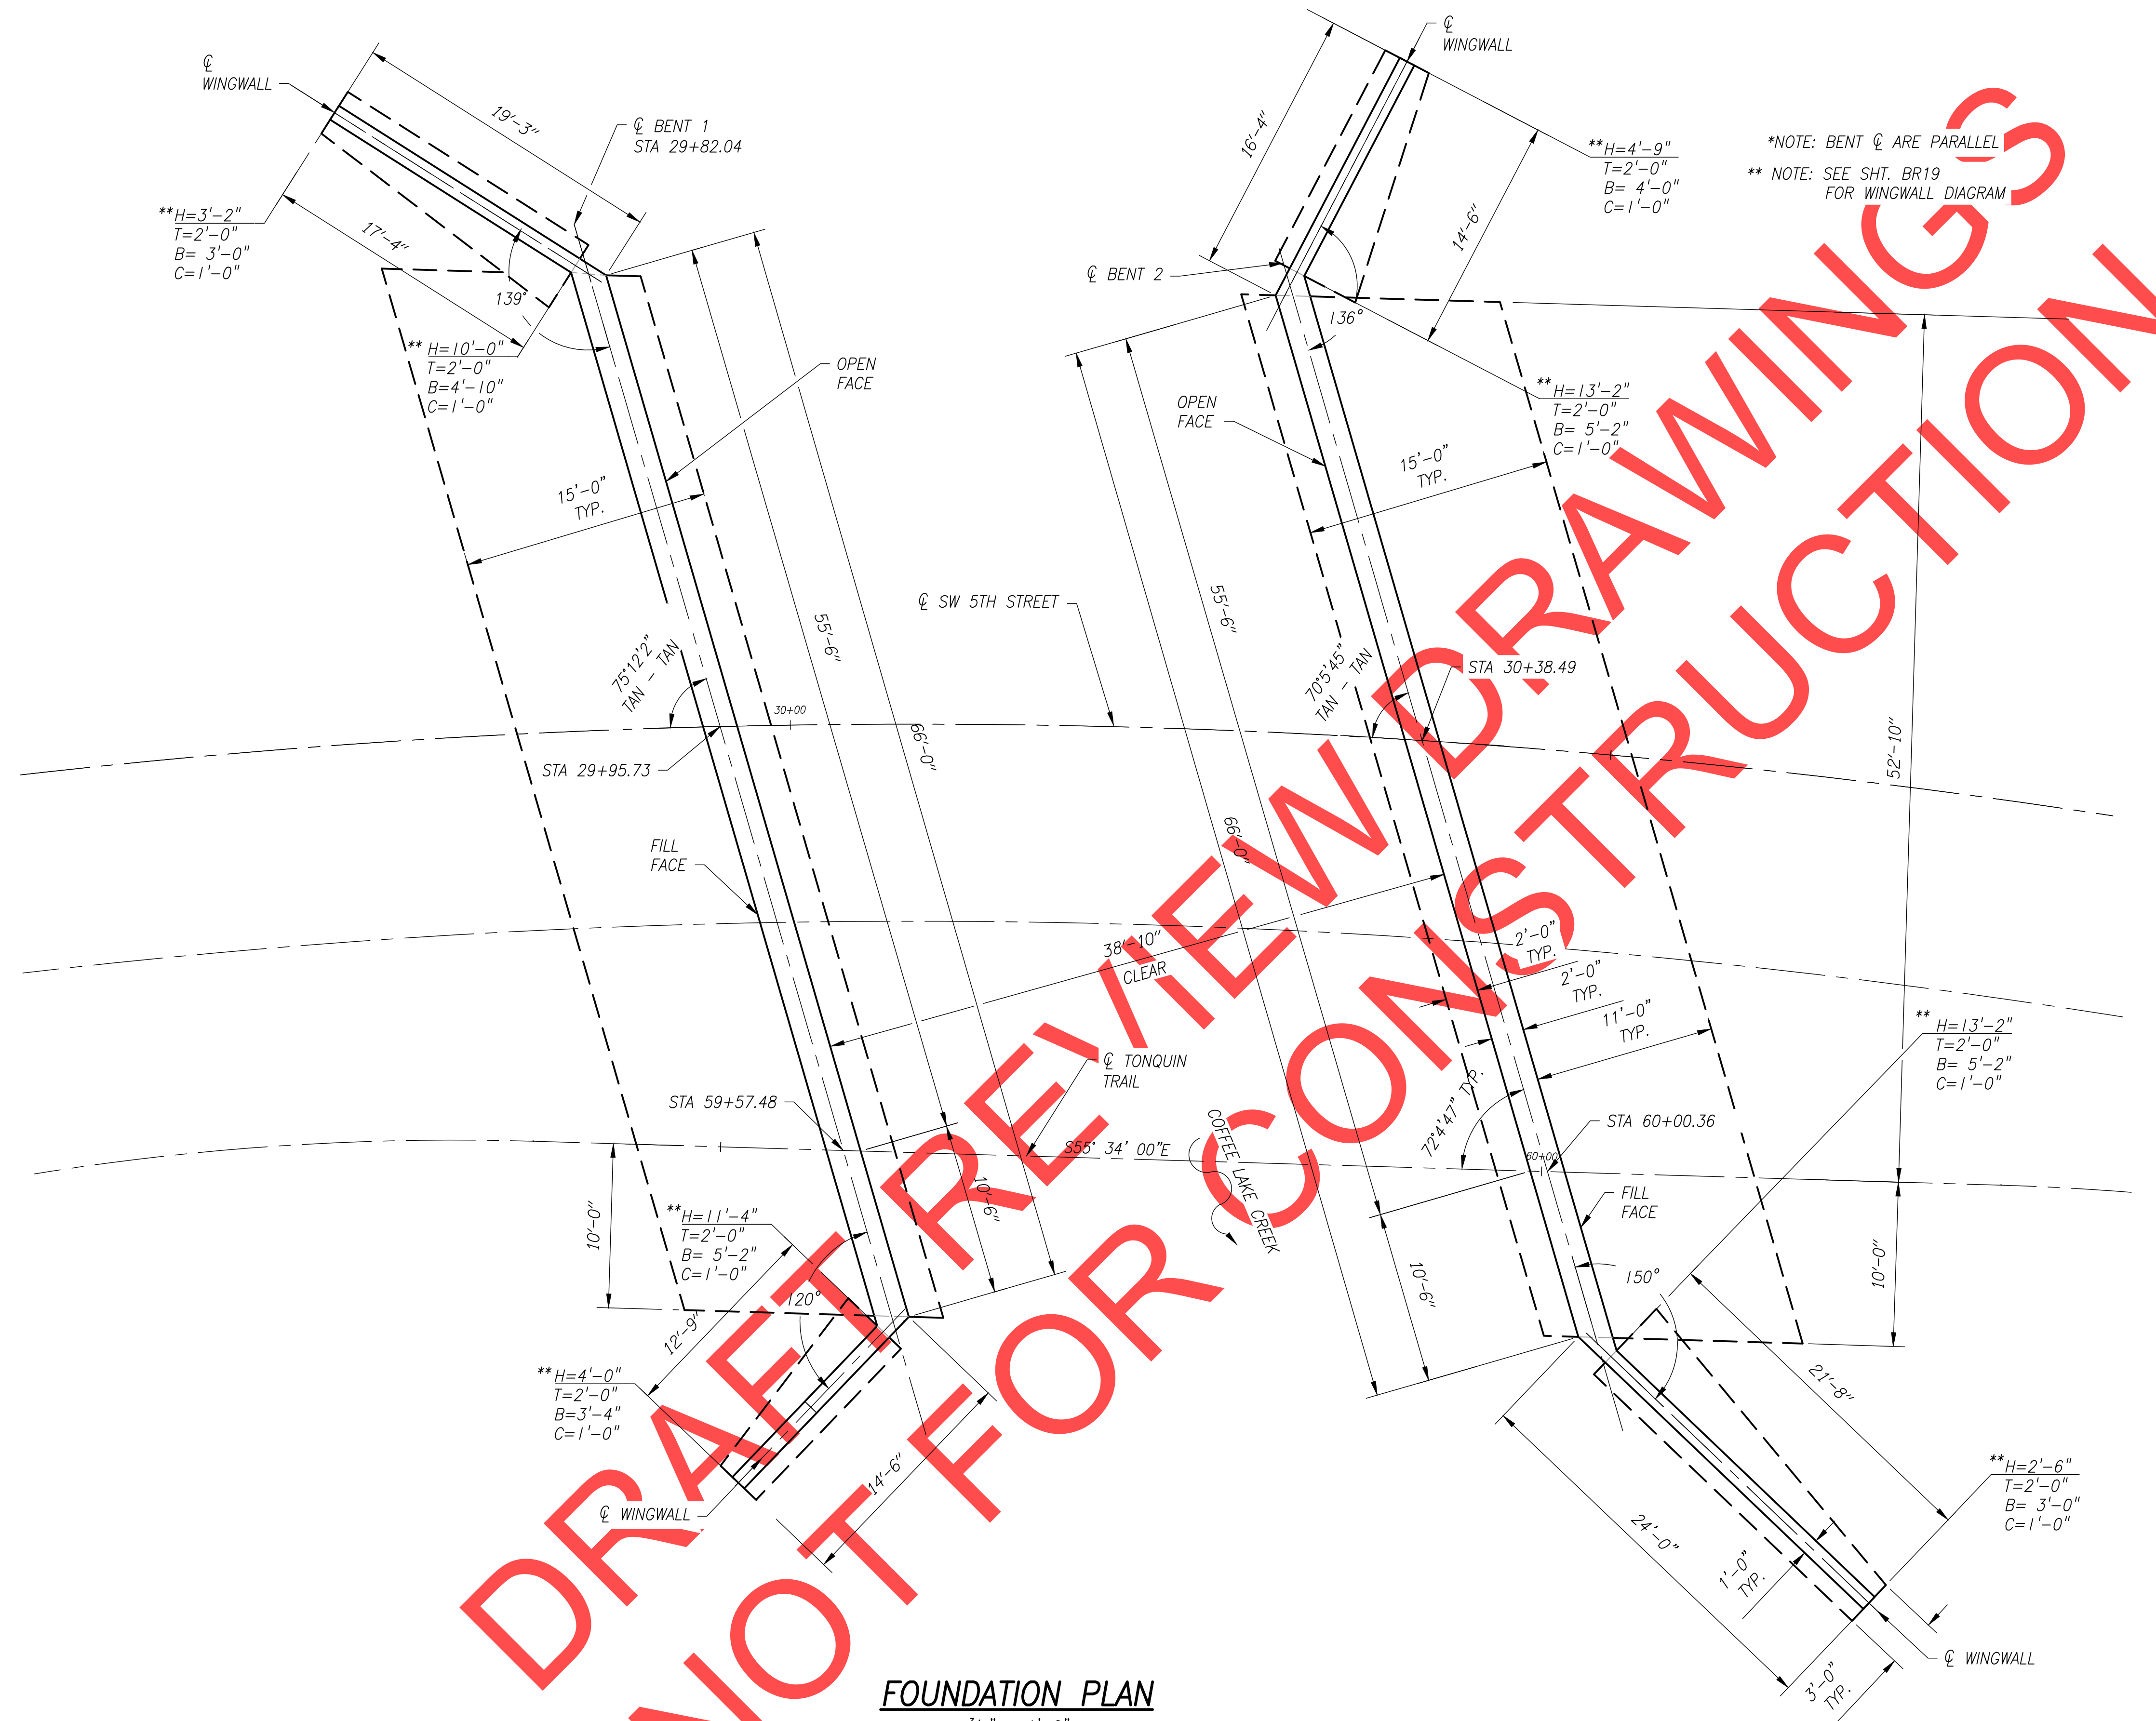 ℄
WINGWALL
19'-3"
℄ BENT 1
STA 29+82.04
**H=3'-2"
T=2'-0"
B= 3'-0"
C=1'-0"
17'-4"
139°
** H=10'-0"
T=2'-0"
B=4'-10"
C=1'-0"
OPEN
FACE
15'-0"
TYP.
55'-6"
66'-0"
75°12'2"
TAN - TAN
30+00
STA 29+95.73
FILL
FACE
℄
WINGWALL
16'-4"
14'-6"
**H=4'-9"
T=2'-0"
B= 4'-0"
C=1'-0"
*NOTE: BENT ℄ ARE PARALLEL
** NOTE: SEE SHT. BR19
FOR WINGWALL DIAGRAM
℄ BENT 2
136°
** H=13'-2"
T=2'-0"
B= 5'-2"
C=1'-0"
OPEN
FACE
15'-0"
TYP.
55'-6"
66'-0"
℄ SW 5TH STREET
70°5'45"
TAN - TAN
STA 30+38.49
52'-10"
38'-10"
CLEAR
2'-0"
TYP.
2'-0"
TYP.
11'-0"
TYP.
72°4'47" TYP.
℄ TONQUIN
TRAIL
STA 59+57.48
S55° 34' 00"E
COFFEE LAKE CREEK
60+00
STA 60+00.36
FILL
FACE
** H=13'-2"
T=2'-0"
B= 5'-2"
C=1'-0"
10'-0"
10'-6"
10'-6"
10'-0"
**H=11'-4"
T=2'-0"
B= 5'-2"
C=1'-0"
120°
12'-9"
** H=4'-0"
T=2'-0"
B=3'-4"
C=1'-0"
℄ WINGWALL
14'-6"
150°
21'-8"
24'-0"
**H=2'-6"
T=2'-0"
B= 3'-0"
C=1'-0"
1'-0"
TYP.
3'-0"
TYP.
℄ WINGWALL
DRAFT REVIEW DRAWINGS
NOT FOR CONSTRUCTION
FOUNDATION PLAN